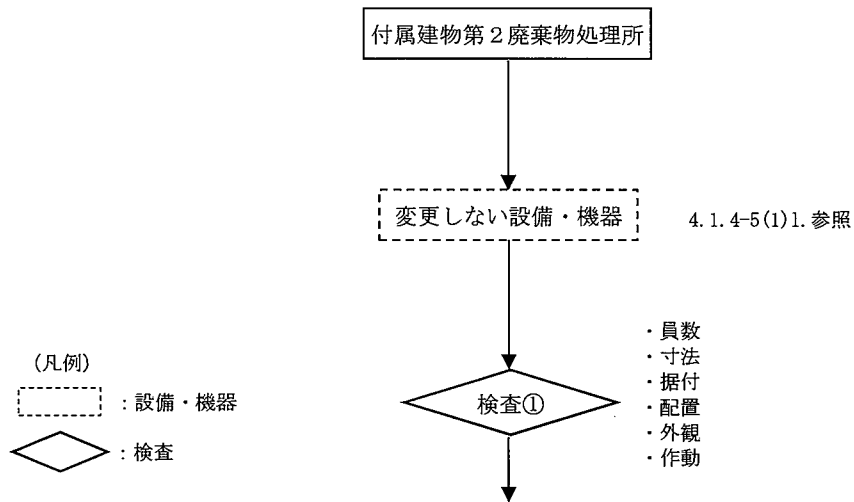 付属建物第２廃棄物処理所
変更しない設備・機器
4.1.4-5(1)1.参照
検査①
・員数
・寸法
・据付
・配置
・外観
・作動
(凡例)
：設備・機器
：検査